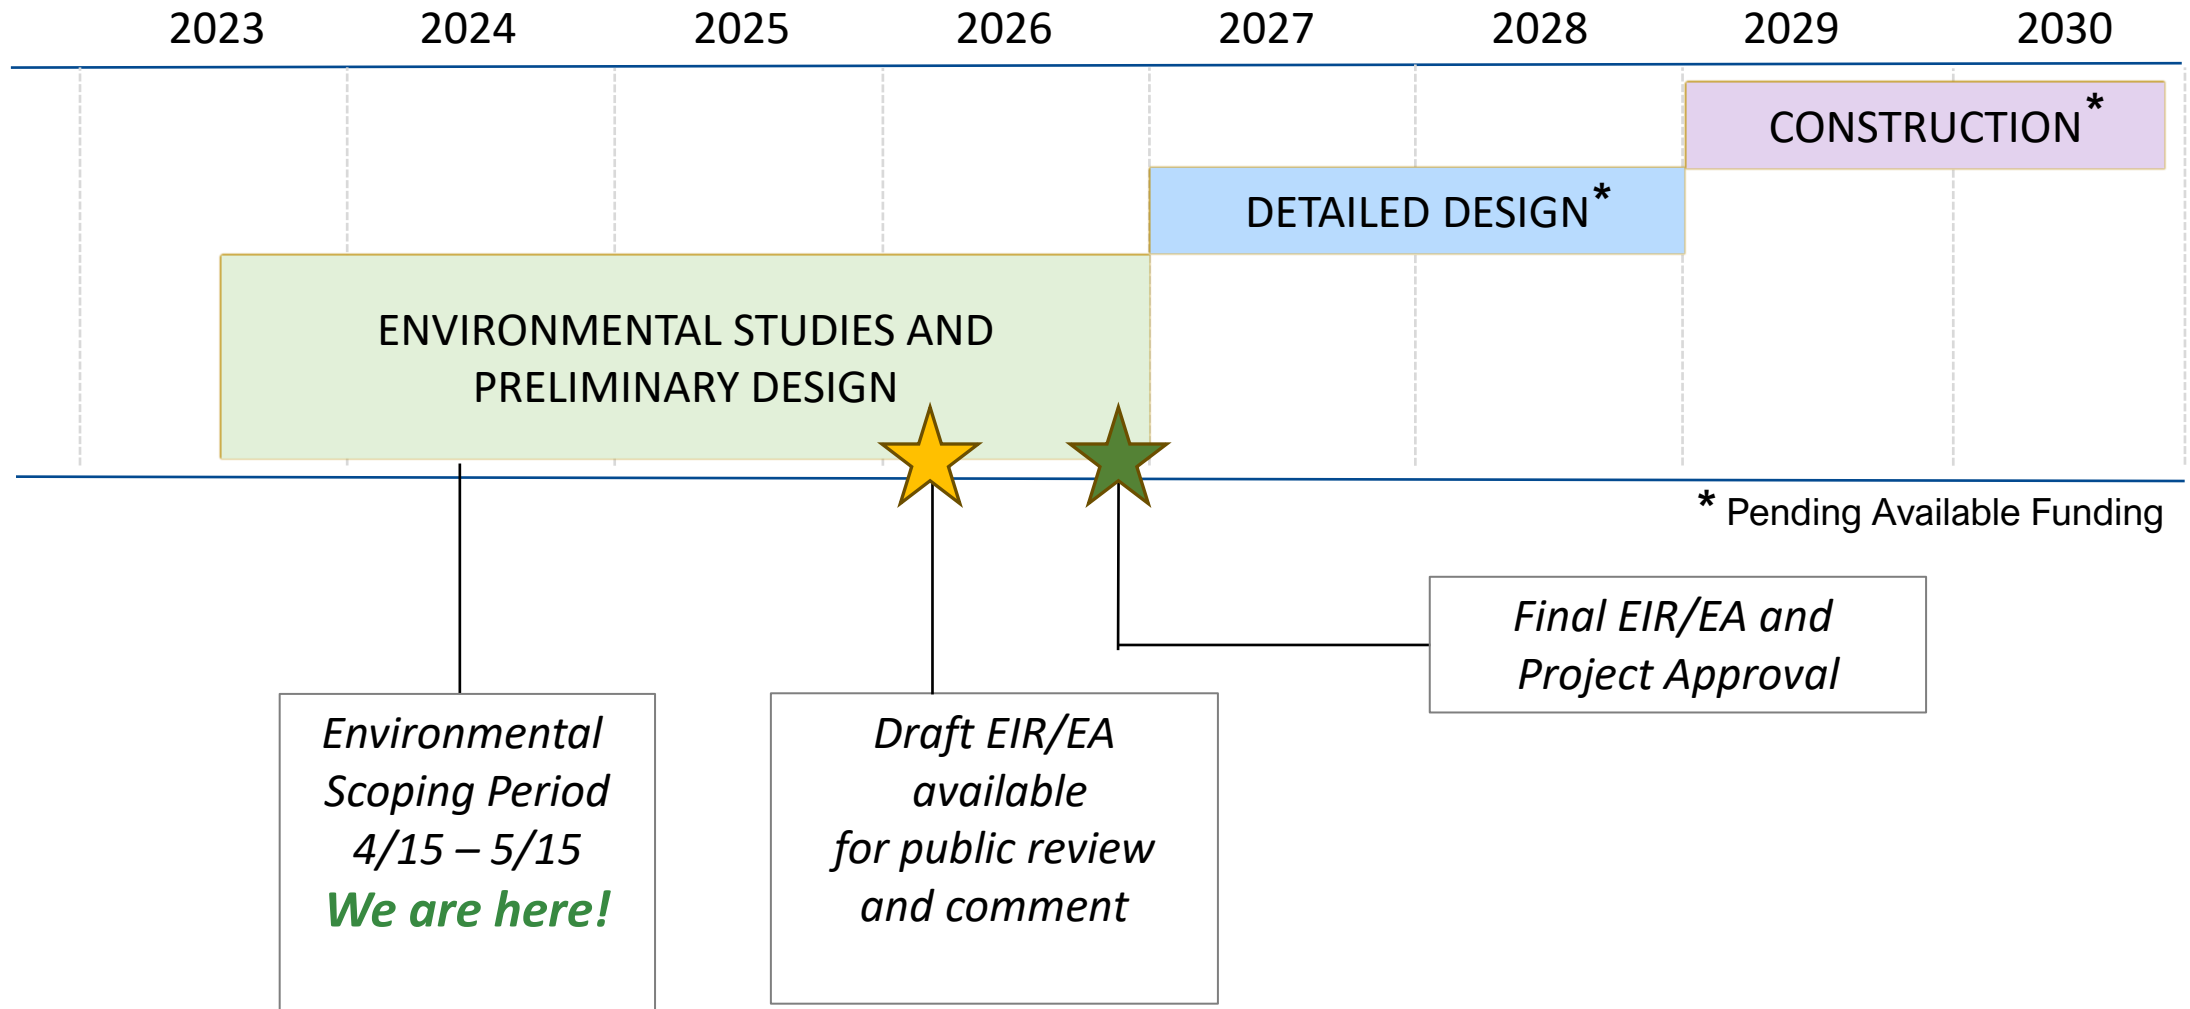 2023 2024 2025 2026 2027 2028 2029 2030
CONSTRUCTION*
DETAILED DESIGN*
ENVIRONMENTAL STUDIES AND
PRELIMINARY DESIGN
* Pending Available Funding
Final EIR/EA and
Project Approval
Environmental
Scoping Period
4/15 – 5/15
We are here!
Draft EIR/EA
available
for public review
and comment